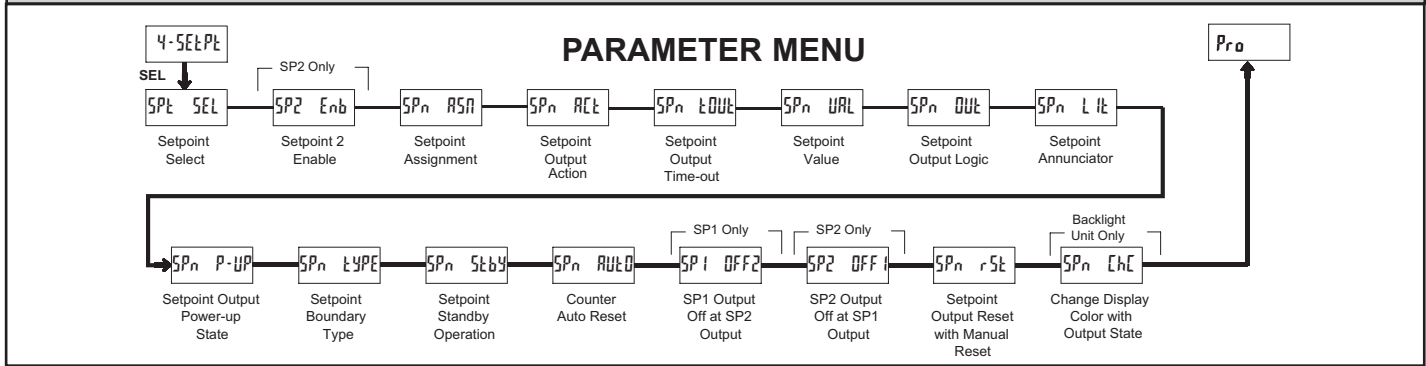 PARAMETER MENU
4-SEtPt
Pro
SEL
SP2 Only
SPt SEL
SP2 Enb
SPn ASN
SPn ACt
SPn tOUt
SPn VAL
SPn OUt
SPn LIt
Setpoint
Select
Setpoint 2
Enable
Setpoint
Assignment
Setpoint
Output
Action
Setpoint
Output
Time-out
Setpoint
Value
Setpoint
Output Logic
Setpoint
Annunciator
SP1 Only
SP2 Only
Backlight
Unit Only
SPn P-UP
SPn tYPE
SPn Stby
SPn AUtO
SP1 OFF2
SP2 OFF1
SPn rSt
SPn ChC
Setpoint Output
Power-up
State
Setpoint
Boundary
Type
Setpoint
Standby
Operation
Counter
Auto Reset
SP1 Output
Off at SP2
Output
SP2 Output
Off at SP1
Output
Setpoint
Output Reset
with Manual
Reset
Change Display
Color with
Output State